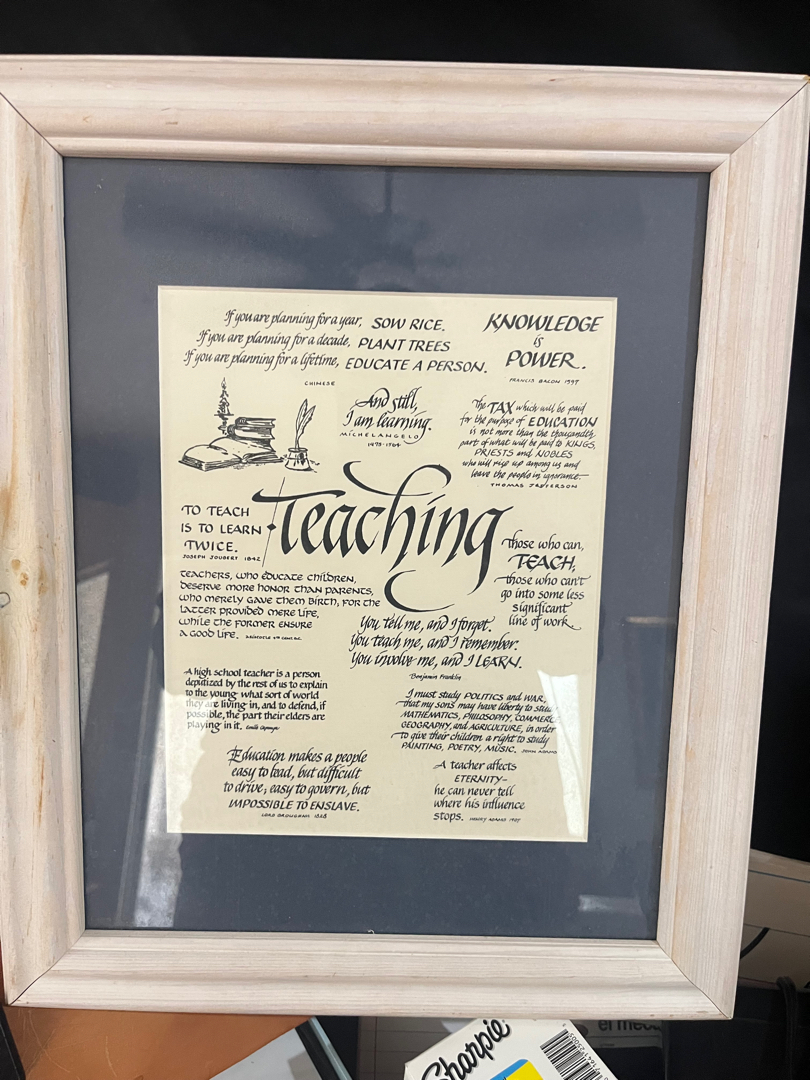 If you are planning for a year, SOW RICE.
If you are planning for a decade, PLANT TREES
If you are planning for a lifetime, EDUCATE A PERSON.
CHINESE
KNOWLEDGE
is
POWER.
FRANCIS BACON 1597
And still,
I am learning.
MICHELANGELO
1475-1564
The TAX which will be paid
for the purpose of EDUCATION
is not more than the thousandth
part of what will be paid to KINGS,
PRIESTS and NOBLES
who will rise up among us and
leave the people in ignorance.
THOMAS JEFFERSON
TO TEACH
IS TO LEARN
TWICE.
JOSEPH JOUBERT 1842
Teaching
Those who can,
TEACH,
those who can't
go into some less
significant
line of work.
TEACHERS, WHO EDUCATE CHILDREN,
DESERVE MORE HONOR THAN PARENTS,
WHO MERELY GAVE THEM BIRTH, FOR THE
LATTER PROVIDED MERE LIFE,
WHILE THE FORMER ENSURE
A GOOD LIFE. ARISTOTLE 4TH CENT. B.C.
You tell me, and I forget.
You teach me, and I remember.
You involve me, and I LEARN.
Benjamin Franklin
A high school teacher is a person
deputized by the rest of us to explain
to the young what sort of world
they are living in, and to defend, if
possible, the part their elders are
playing in it. Emile
I must study POLITICS and WAR,
that my sons may have liberty to study
MATHEMATICS, PHILOSOPHY, COMMERCE,
GEOGRAPHY, and AGRICULTURE, in order
to give their children a right to study
PAINTING, POETRY, MUSIC. JOHN ADAMS
Education makes a people
easy to lead, but difficult
to drive; easy to govern, but
IMPOSSIBLE TO ENSLAVE.
LORD BROUGHAM 1828
A teacher affects
ETERNITY–
he can never tell
where his influence
stops. HENRY ADAMS 1907
Sharpie